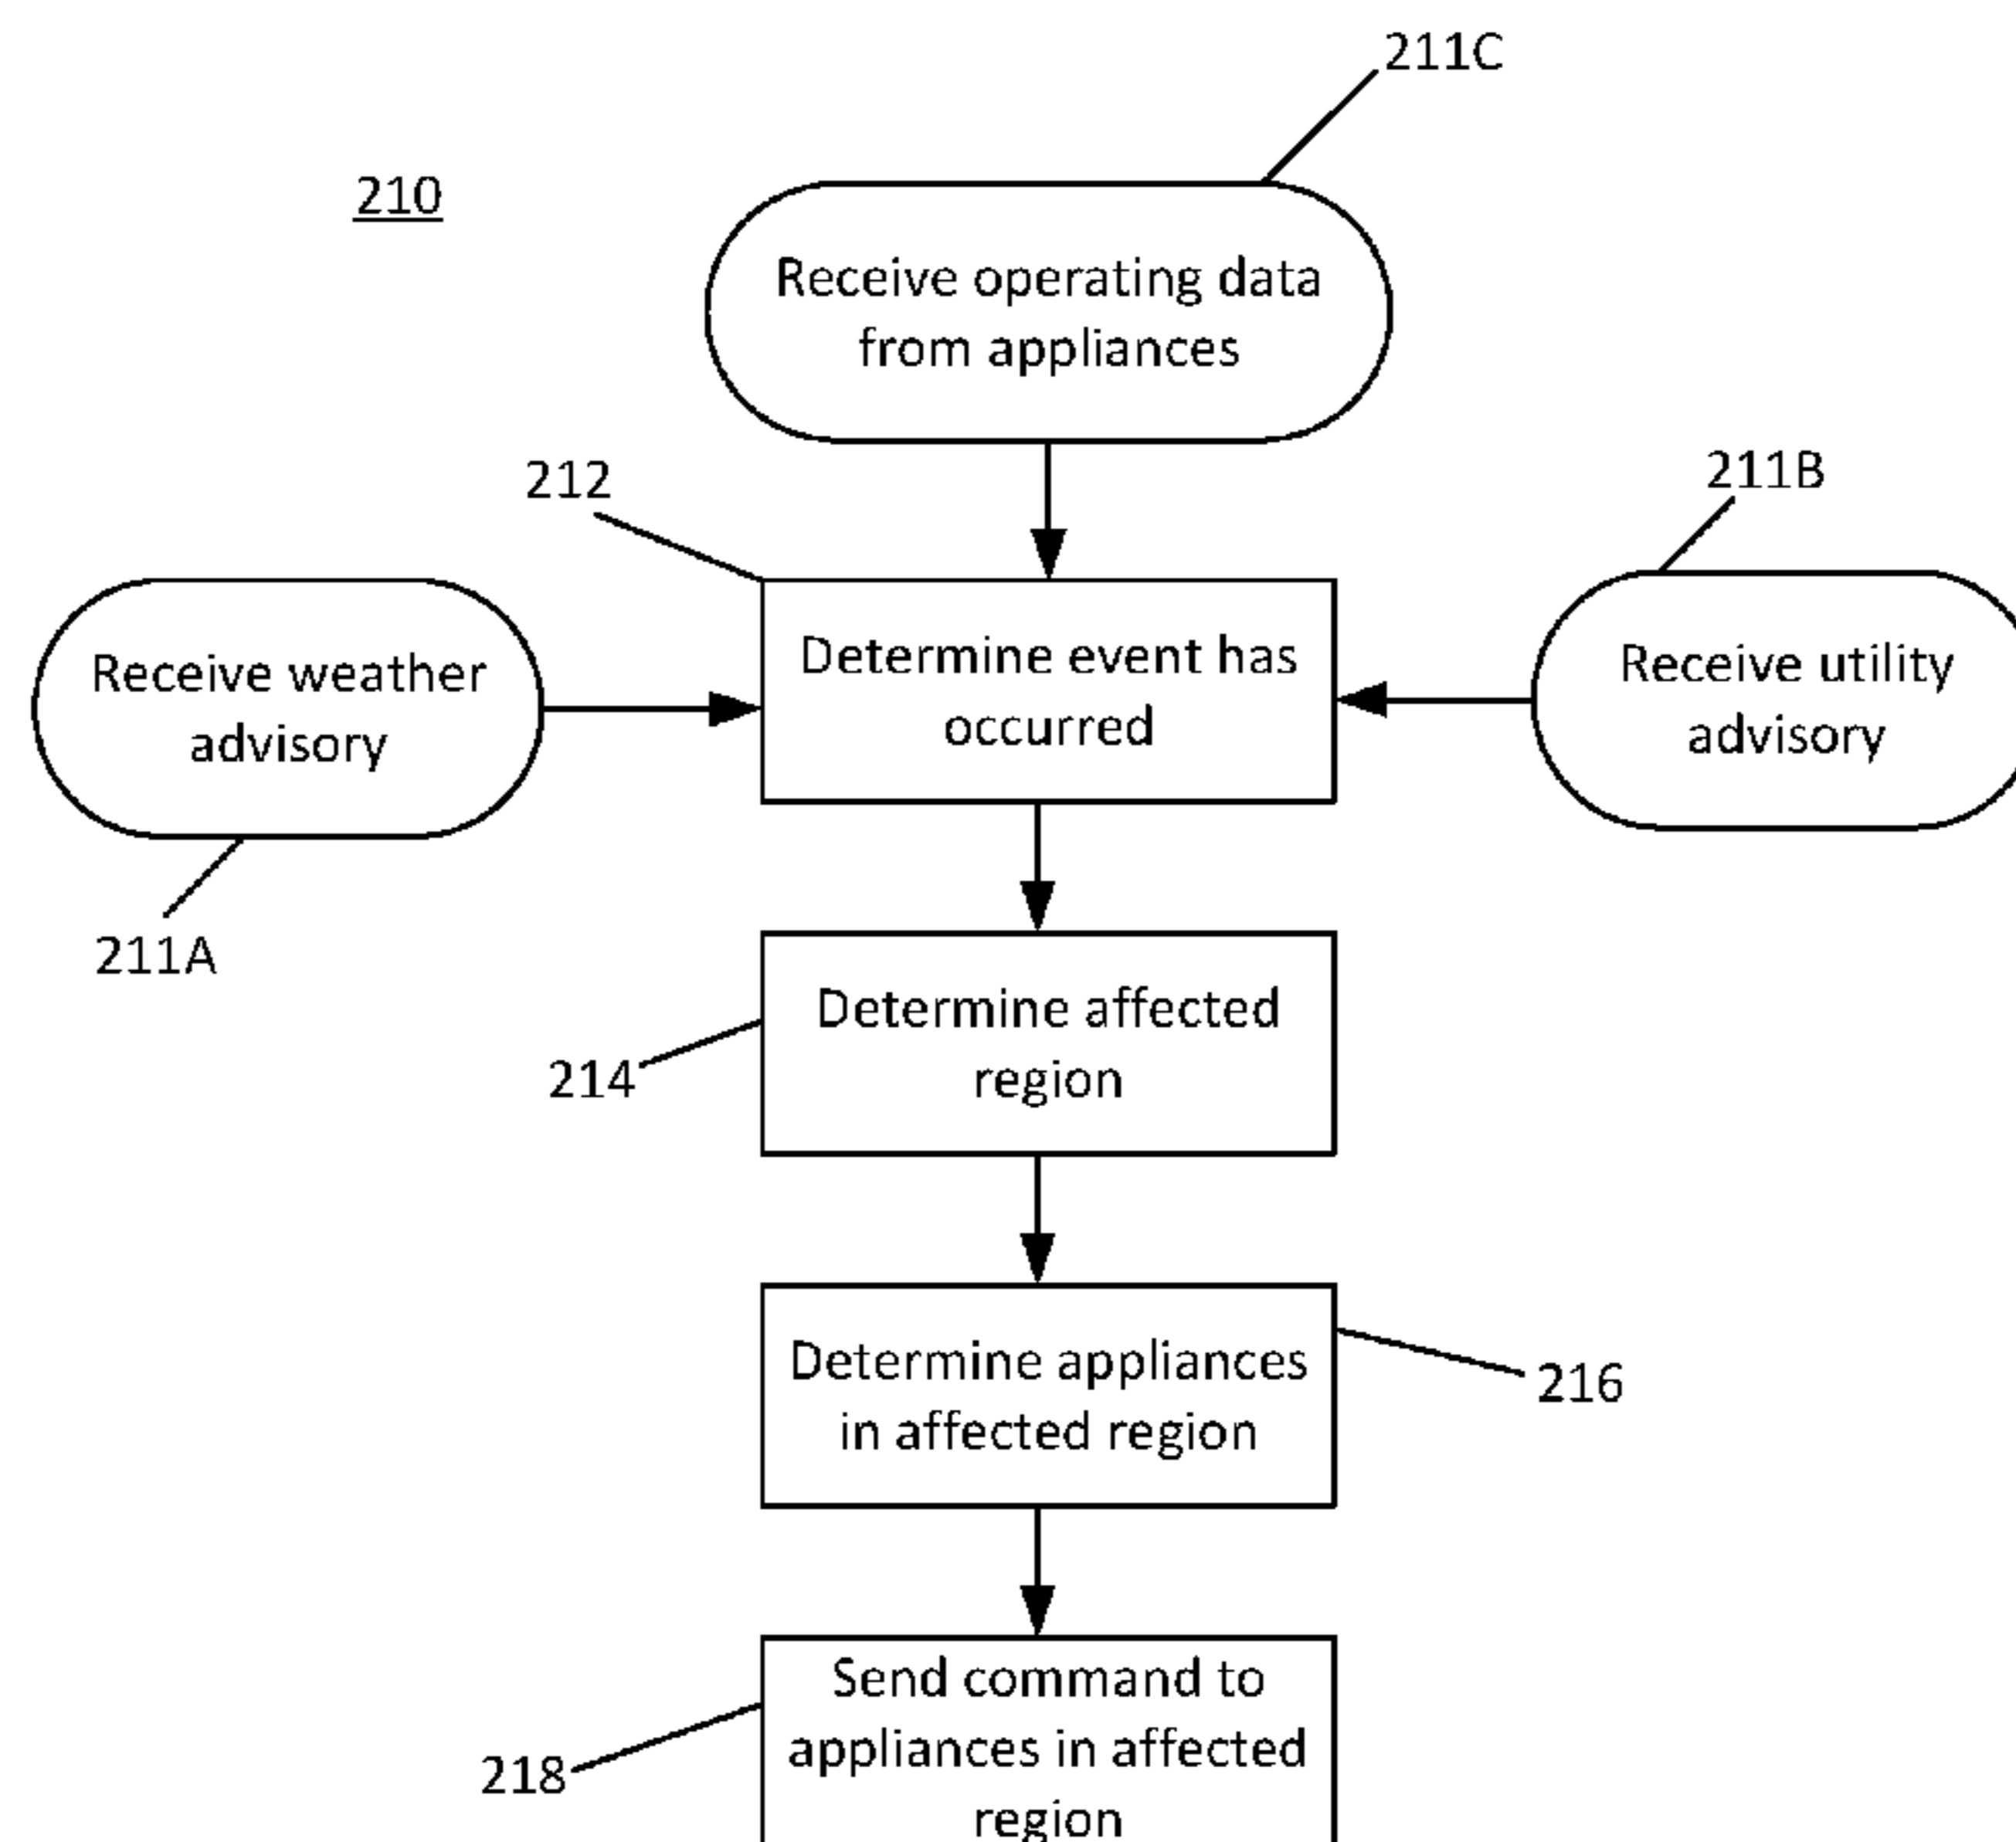 211C
210
Receive operating data
from appliances
212
211B
Receive weather
advisory
Determine event has
occurred
Receive utility
advisory
211A
Determine affected
region
214
Determine appliances
in affected region
216
Send command to
appliances in affected
region
218